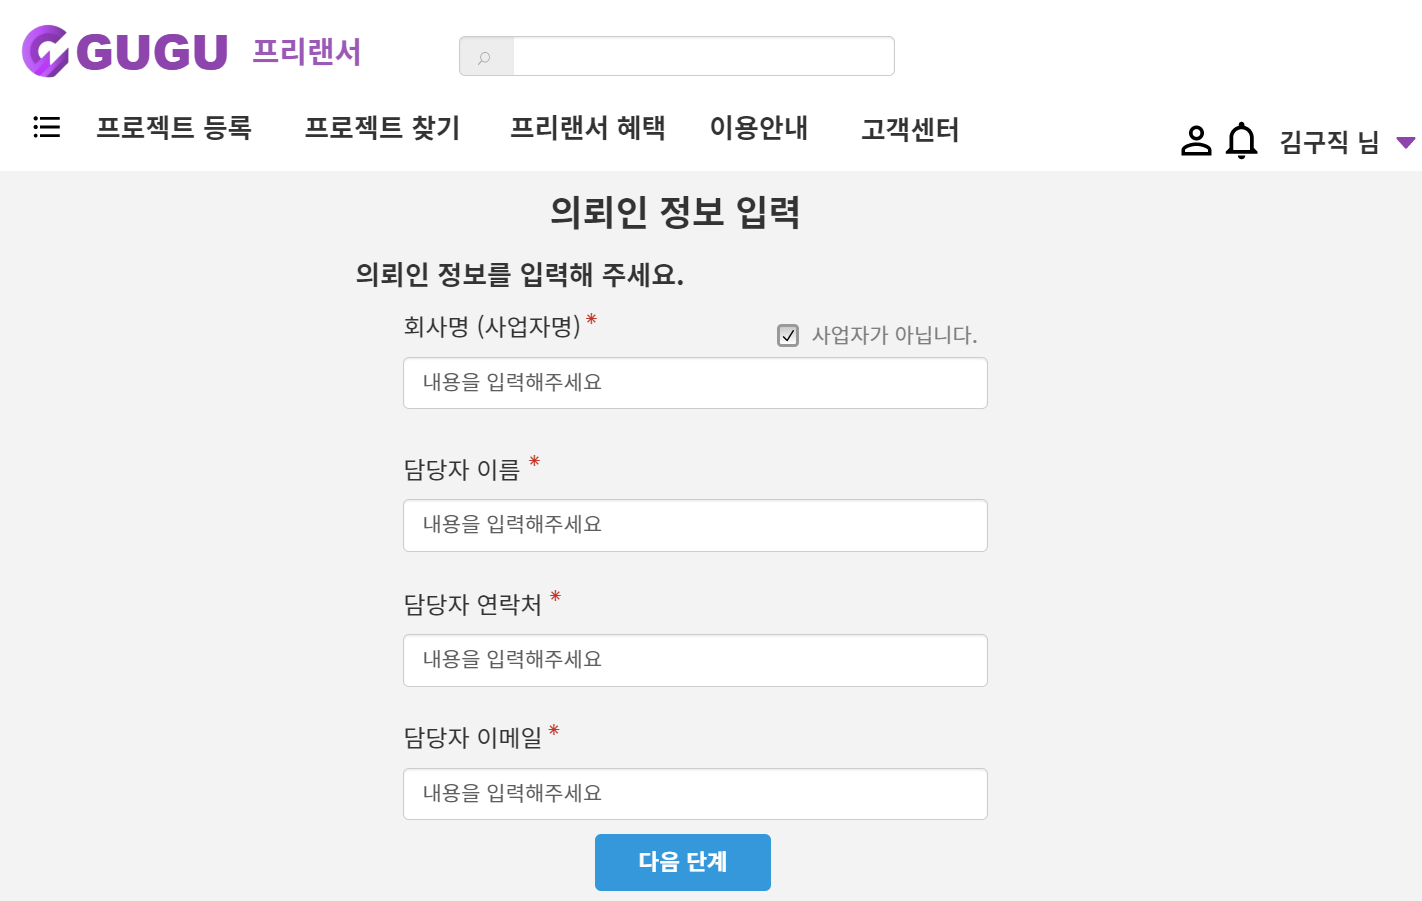 GUGU 프리랜서
프로젝트 등록 프로젝트 찾기 프리랜서 혜택 이용안내 고객센터 김구직 님
의뢰인 정보 입력
의뢰인 정보를 입력해 주세요.
회사명 (사업자명) * 사업자가 아닙니다.
내용을 입력해주세요
담당자 이름 *
내용을 입력해주세요
담당자 연락처 *
내용을 입력해주세요
담당자 이메일 *
내용을 입력해주세요
다음 단계